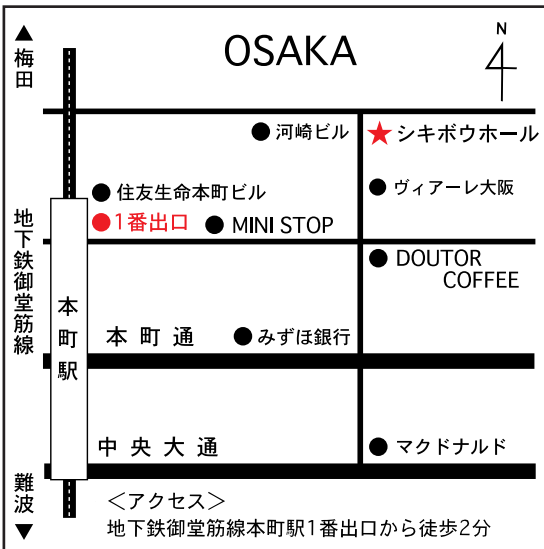 ▲
梅田
OSAKA
N
河崎ビル
★シキボウホール
住友生命本町ビル
ヴィアーレ大阪
1番出口
MINI STOP
地下鉄御堂筋線
DOUTOR
COFFEE
本町駅
本町通
みずほ銀行
中央大通
マクドナルド
難波
▼
＜アクセス＞
地下鉄御堂筋線本町駅1番出口から徒歩2分